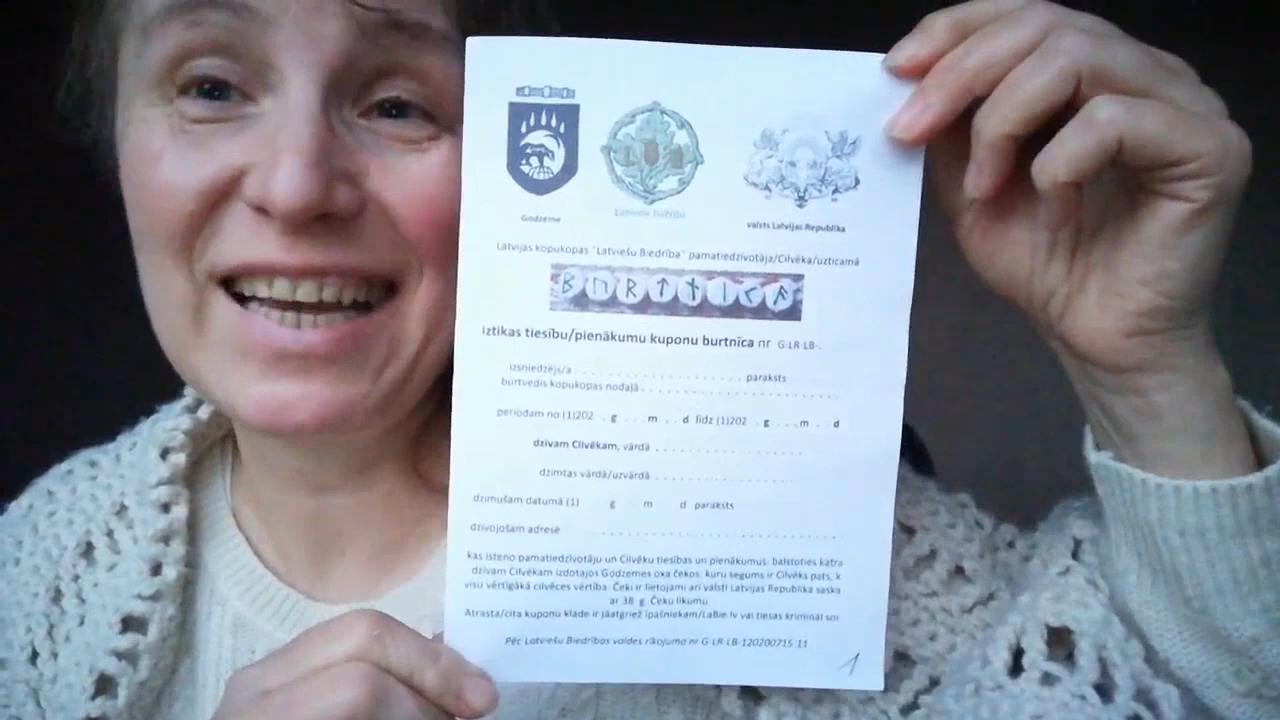 Godzeme
Latviešu Biedrība
valsts Latvijas Republika
Latvijas kopukopas "Latviešu Biedrība" pamatiedzīvotāja/Cilvēka/uzticamā
iztikas tiesību/pienākumu kuponu burtnīca nr G-LR-LB-.
izsniedzējs/a . . . . . . . . . . . . . . . . . . . . . . paraksts
burtvedis kopukopas nodaļā . . . . . . . . . . . . . . . . . . . . . . . . . .
periodam no (1)202 . g . . . m . . d līdz (1)202 . g . . . m . . d
dzīvam Cilvēkam, vārdā . . . . . . . . . . . . . . . . . . .
dzimtas vārdā/uzvārdā . . . . . . . . . . . . . . . . . . .
dzimušam datumā (1) g m d paraksts
dzīvojošam adresē . . . . . . . . . . . . . . . . . . . . . . .
kas īsteno pamatiedzīvotāju un Cilvēku tiesības un pienākumus, balstoties katra
dzīvam Cilvēkam izdotajos Godzemes oxa čekos, kuru segums ir Cilvēks pats, k
visu vērtīgākā cilvēces vērtība. Čeki ir lietojami arī valstī Latvijas Republika saska
ar 38 g. Čeku likumu.
Atrasta/cita kuponu klade ir jāatgriež īpašniekam/LaBie.lv vai tiesas krimināl sor
Pēc Latviešu Biedrības valdes rīkojuma nr G-LR-LB-120200715.11
1